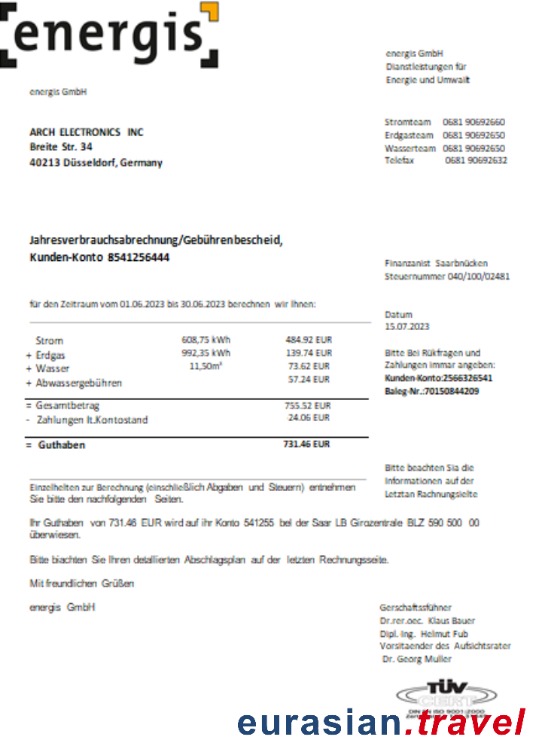 energis
energis GmbH
Dienstleistungen für
Energie und Umwalt
energis GmbH
Stromteam 0681 90692660
Erdgasteam 0681 90692650
Wasserteam 0681 90692650
Telefax 0681 90692632
ARCH ELECTRONICS INC
Breite Str. 34
40213 Düsseldorf, Germany
Jahresverbrauchsabrechnung/Gebührenbescheid,
Kunden-Konto 8541256444
Finanzanist Saarbnücken
Steuernummer 040/100/02481
für den Zeitraum vom 01.06.2023 bis 30.06.2023 berechnen wir Ihnen:
Datum
15.07.2023
Strom 608,75 kWh 484.92 EUR
+ Erdgas 992,35 kWh 139.74 EUR
+ Wasser 11,50m³ 73.62 EUR
+ Abwassergebühren 57.24 EUR
= Gesamtbetrag 755.52 EUR
- Zahlungen lt.Kontostand -24.06 EUR
= Guthaben 731.46 EUR
Bitte Bei Rükfragen und
Zahlungen immar angeben:
Kunden-Konto:2566326541
Baleg-Nr.:70150844209
Bitte beachten Sia die
Informationen auf der
Letztan Rachnungsielte
Einzelheiten zur Berechnung (einschließlich Abgaben und Steuern) entnehmen
Sie bitte den nachfolgenden Seiten.
Ihr Guthaben von 731.46 EUR wird auf ihr Konto 541255 bei der Saar LB Girozentrale BLZ 590 500 00
überwiesen.
Bitte biachten Sie Ihren detaillierten Abschlagsplan auf der letzten Rechnungsseite.
Mit freundlichen Grüßen
energis GmbH
Gerschaftssführer
Dr.rer.oec. Klaus Bauer
Dipl. Ing. Helmut Fub
Vorsitaender des Aufsichtsrater
Dr. Georg Muller
TÜV
CERT
DIN EN ISO 9001:2000
eurasian.travel